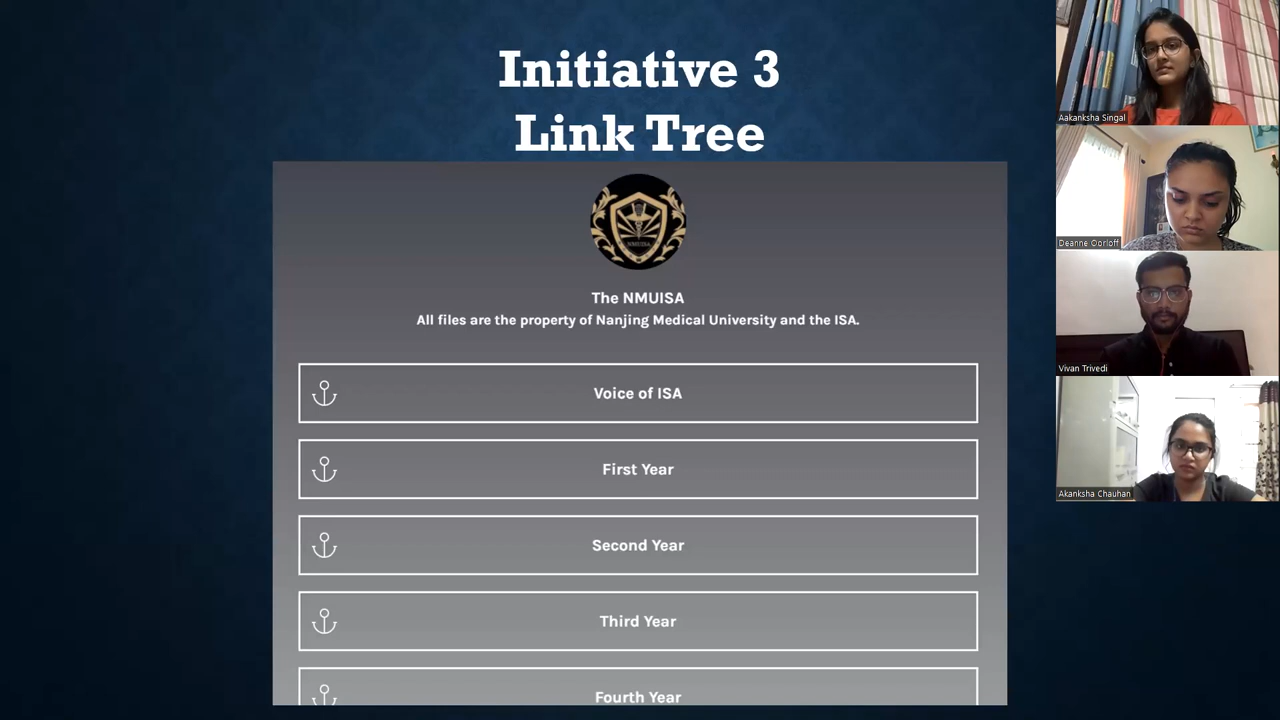 Initiative 3
Link Tree
NMUISA
The NMUISA
All files are the property of Nanjing Medical University and the ISA.
Voice of ISA
First Year
Second Year
Third Year
Fourth Year
Aakanksha Singal
Deanne Oorloff
Vivan Trivedi
Akanksha Chauhan